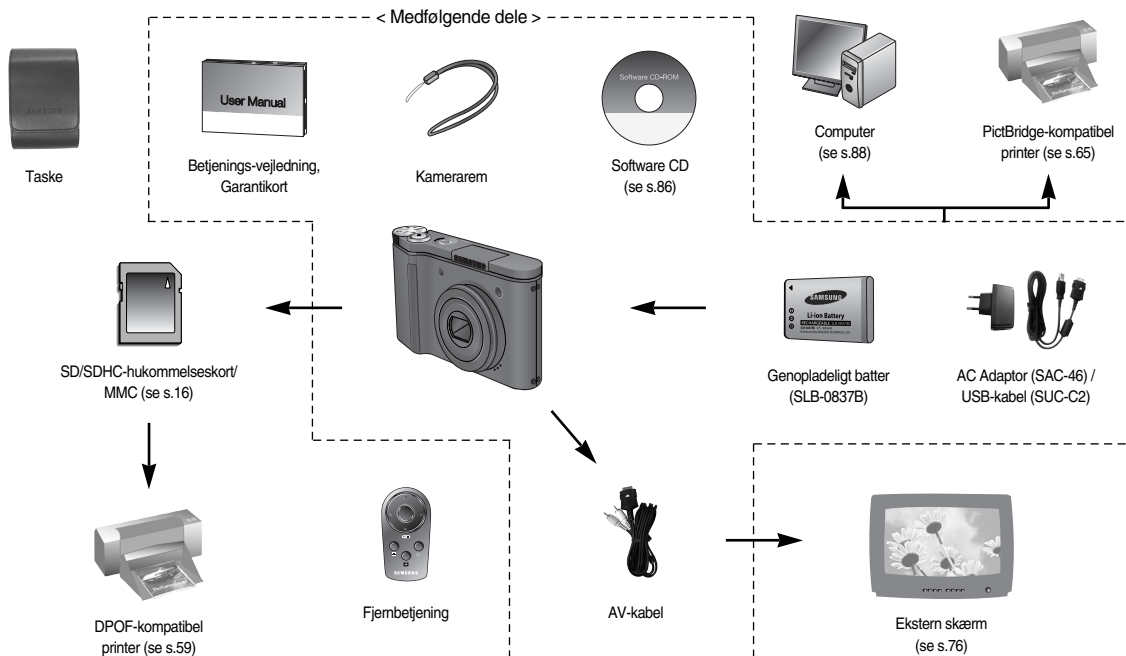 < Medfølgende dele >
SAMSUNG
Taske
User Manual
Betjenings-vejledning,
Garantikort
Kamerarem
Software CD-ROM
Software CD
(se s.86)
Computer
(se s.88)
PictBridge-kompatibel
printer (se s.65)
SD/SDHC-hukommelseskort/
MMC (se s.16)
SAMSUNG
SAMSUNG
Li-ion Battery
Genopladeligt batter
(SLB-0837B)
AC Adaptor (SAC-46) /
USB-kabel (SUC-C2)
DPOF-kompatibel
printer (se s.59)
SAMSUNG
Fjernbetjening
AV-kabel
Ekstern skærm
(se s.76)